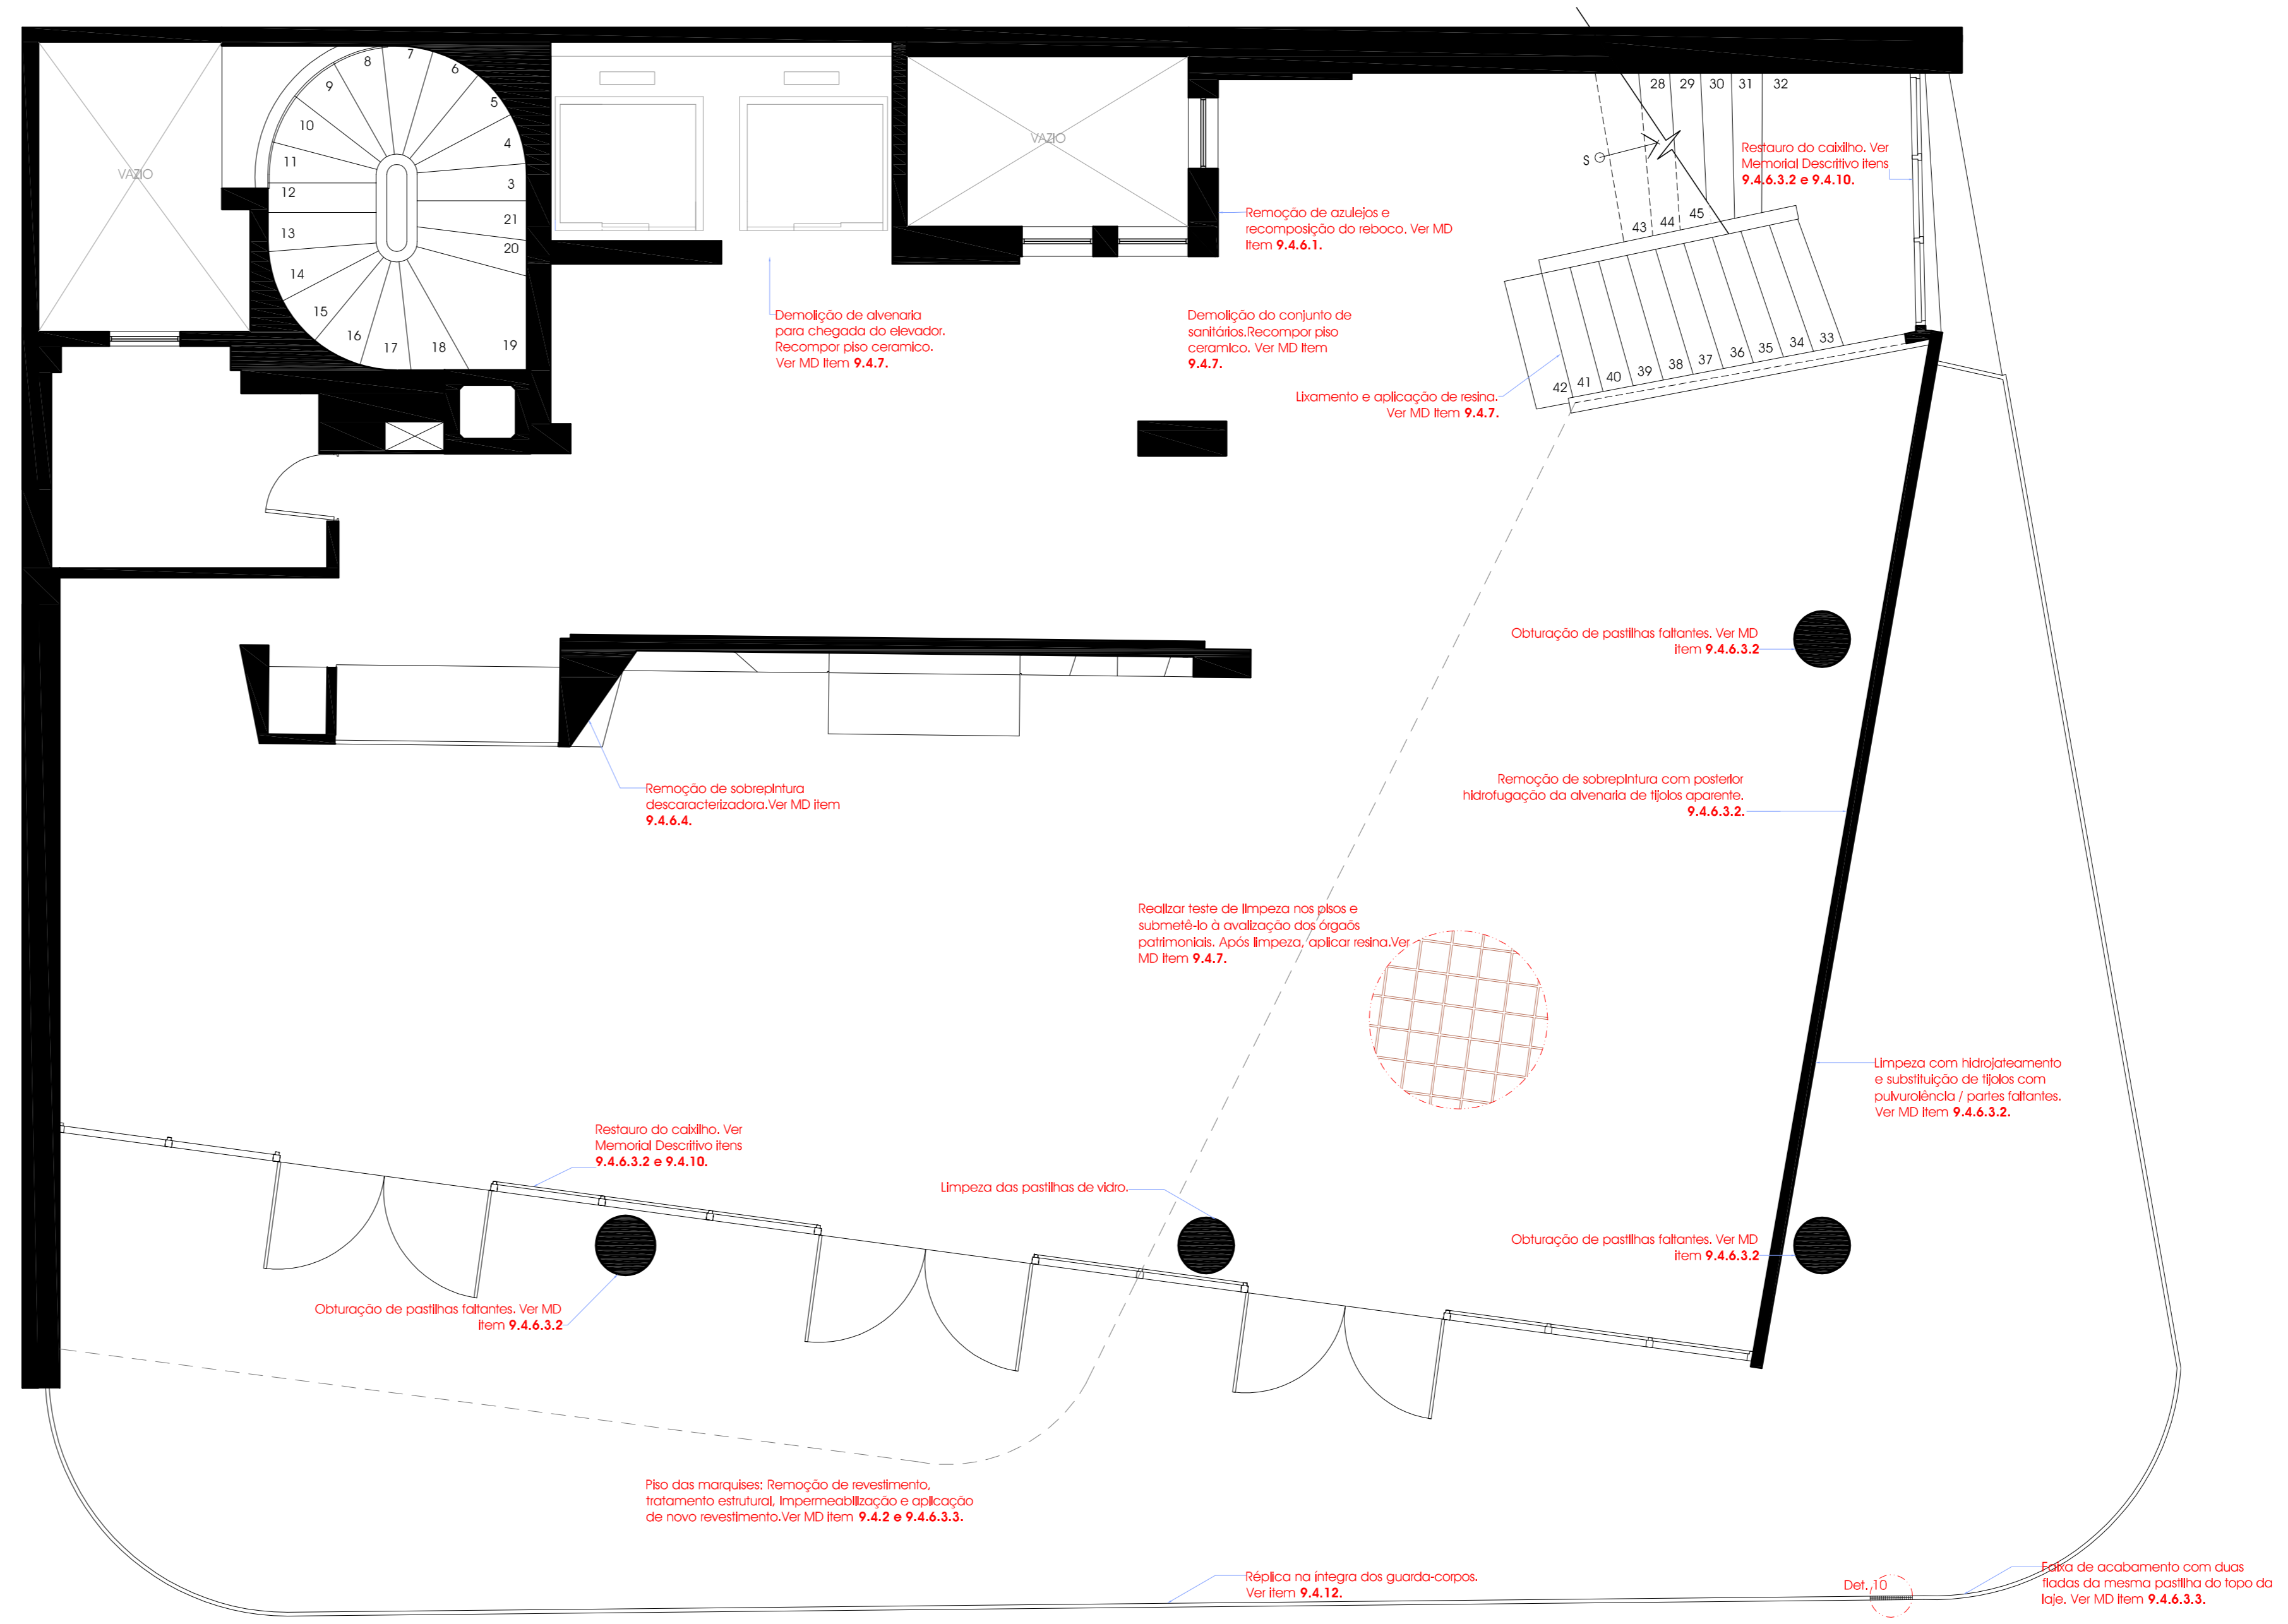 7
8
6
9
5
10
4
11
3
12
21
13
20
14
15
16
17
18
19
VAZIO
VAZIO
28 29 30 31 32
S
43 44 45
42 41 40 39 38 37 36 35 34 33
Restauro do caixilho. Ver
Memorial Descritivo itens
9.4.6.3.2 e 9.4.10.
Remoção de azulejos e
recomposição do reboco. Ver MD
Item 9.4.6.1.
Demolição de alvenaria
para chegada do elevador.
Recompor piso ceramico.
Ver MD Item 9.4.7.
Demolição do conjunto de
sanitários.Recompor piso
ceramico. Ver MD Item
9.4.7.
Lixamento e aplicação de resina.
Ver MD Item 9.4.7.
Obturação de pastilhas faltantes. Ver MD
item 9.4.6.3.2
Remoção de sobrepintura
descaracterizadora.Ver MD item
9.4.6.4.
Remoção de sobrepintura com posterior
hidrofugação da alvenaria de tijolos aparente.
9.4.6.3.2.
Realizar teste de limpeza nos pisos e
submetê-lo à avalização dos órgaõs
patrimoniais. Após limpeza, aplicar resina.Ver
MD item 9.4.7.
Limpeza com hidrojateamento
e substituição de tijolos com
pulvurolência / partes faltantes.
Ver MD item 9.4.6.3.2.
Restauro do caixilho. Ver
Memorial Descritivo itens
9.4.6.3.2 e 9.4.10.
Limpeza das pastilhas de vidro.
Obturação de pastilhas faltantes. Ver MD
item 9.4.6.3.2
Obturação de pastilhas faltantes. Ver MD
item 9.4.6.3.2
Piso das marquises: Remoção de revestimento,
tratamento estrutural, impermeabilização e aplicação
de novo revestimento.Ver MD item 9.4.2 e 9.4.6.3.3.
Réplica na íntegra dos guarda-corpos.
Ver item 9.4.12.
Det. 10
Faixa de acabamento com duas
fiadas da mesma pastilha do topo da
laje. Ver MD item 9.4.6.3.3.